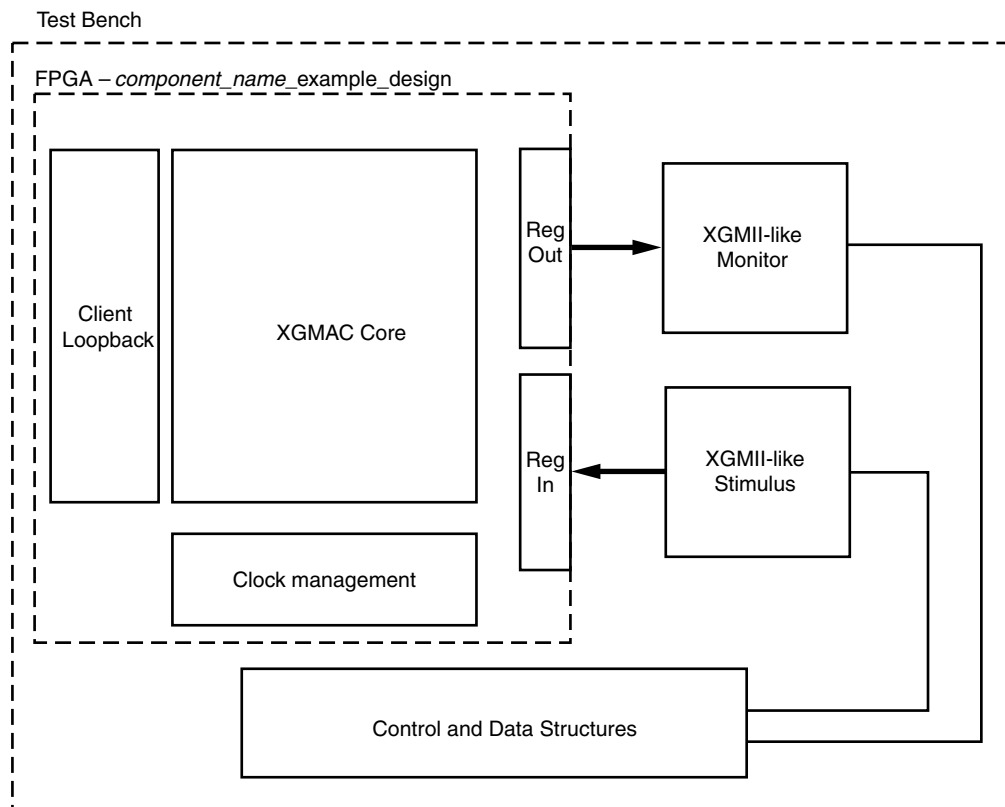 Test Bench
FPGA – component_name_example_design
Client
Loopback
XGMAC Core
Reg
Out
XGMII-like
Monitor
Reg
In
XGMII-like
Stimulus
Clock management
Control and Data Structures